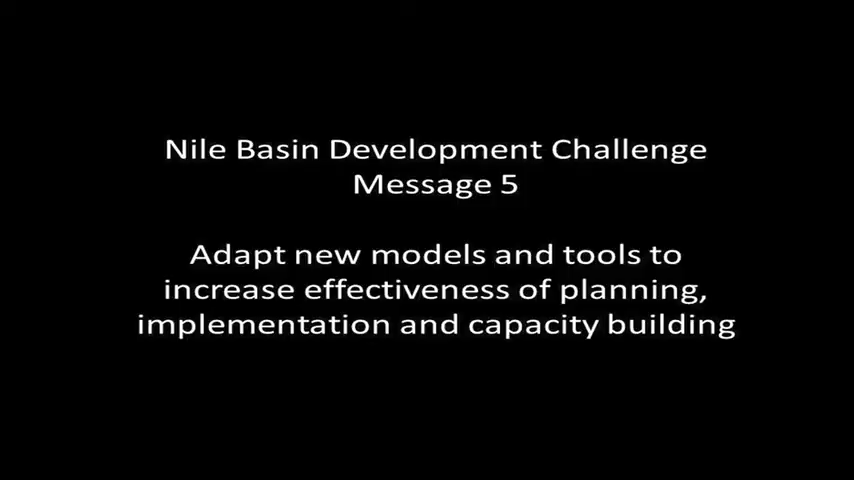 Nile Basin Development Challenge
Message 5
Adapt new models and tools to
increase effectiveness of planning,
implementation and capacity building